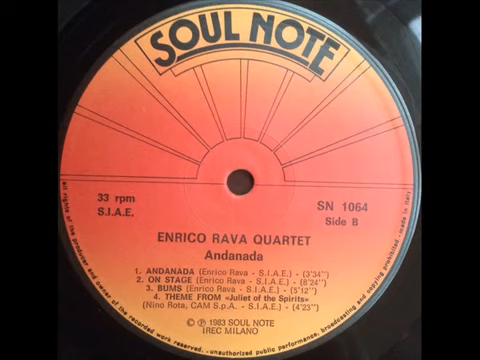 SOUL NOTE
33 rpm
S.I.A.E.
SN 1064
Side B
ENRICO RAVA QUARTET
Andanada
1. ANDANADA (Enrico Rava - S.I.A.E.) - (3'34")
2. ON STAGE (Enrico Rava - S.I.A.E.) - (8'24")
3. BUMS (Enrico Rava - S.I.A.E.) - (5'12")
4. THEME FROM «Juliet of the Spirits»
(Nino Rota, CAM S.p.A. - S.I.A.E.) - (4'23")
© ℗ 1983 SOUL NOTE
IREC MILANO
all rights of the producer and owner of the recorded work reserved. - unauthorized public performance, broadcasting and copying prohibited - made in Italy